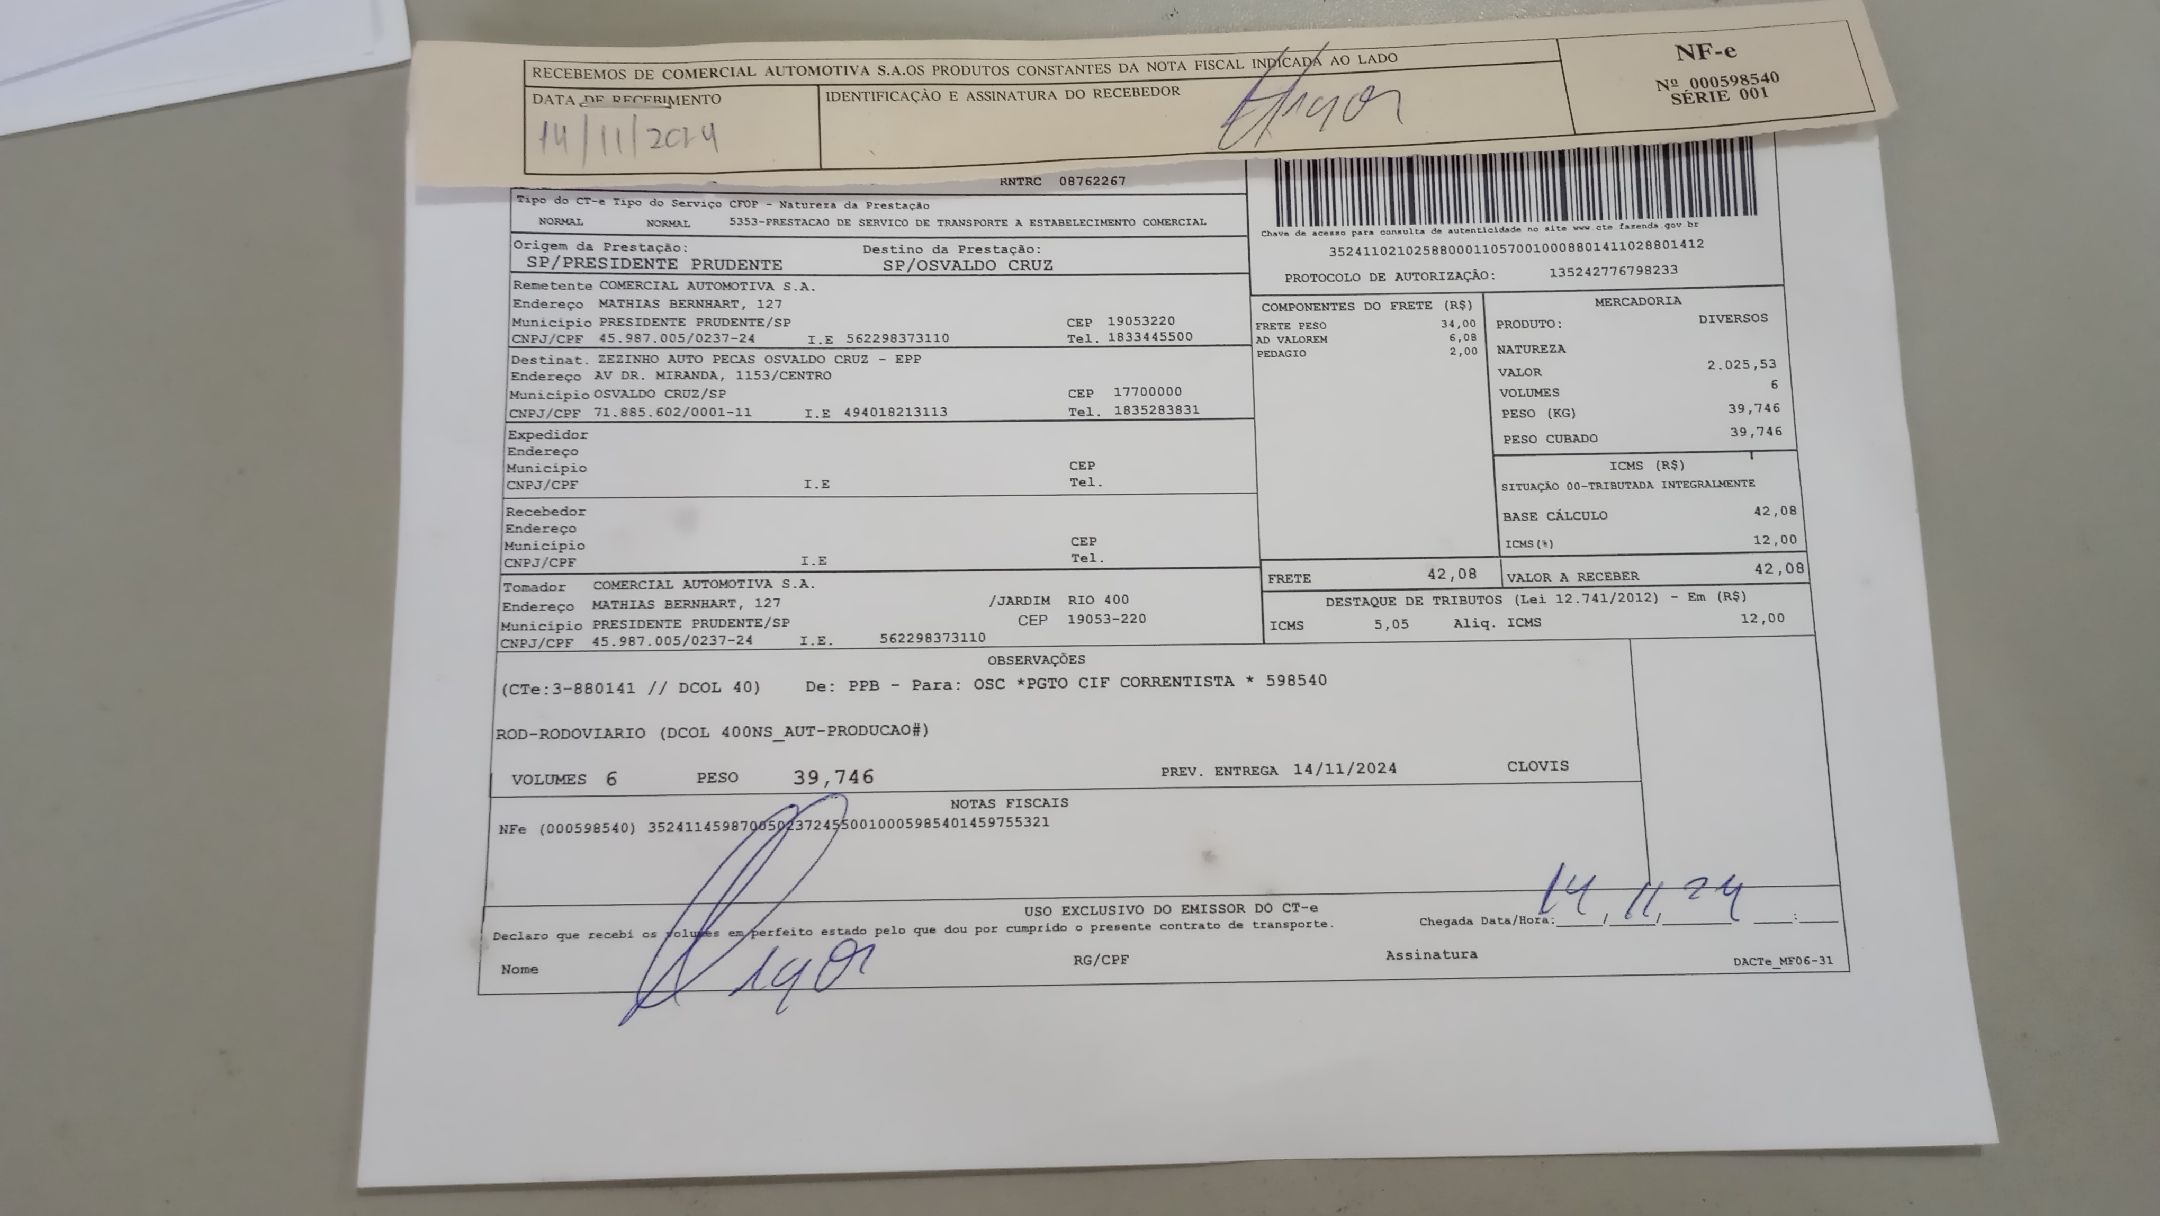 RECEBEMOS DE COMERCIAL AUTOMOTIVA S.A.OS PRODUTOS CONSTANTES DA NOTA FISCAL INDICADA AO LADO
NF-e
Nº 000598540
SÉRIE 001
DATA DE RECEBIMENTO
14/11/2024
IDENTIFICAÇÃO E ASSINATURA DO RECEBEDOR
RNTRC 08762267
Tipo do CT-e Tipo do Serviço CFOP - Natureza da Prestação
NORMAL NORMAL 5353-PRESTACAO DE SERVICO DE TRANSPORTE A ESTABELECIMENTO COMERCIAL
Origem da Prestação: Destino da Prestação:
SP/PRESIDENTE PRUDENTE SP/OSVALDO CRUZ
Chave de acesso para consulta de autenticidade no site www.cte fazenda.gov br
35241102102588000110570010008801411028801412
PROTOCOLO DE AUTORIZAÇÃO: 135242776798233
Remetente COMERCIAL AUTOMOTIVA S.A.
Endereço MATHIAS BERNHART, 127
Municipio PRESIDENTE PRUDENTE/SP CEP 19053220
CNPJ/CPF 45.987.005/0237-24 I.E 562298373110 Tel. 1833445500
Destinat. ZEZINHO AUTO PECAS OSVALDO CRUZ - EPP
Endereço AV DR. MIRANDA, 1153/CENTRO
Municipio OSVALDO CRUZ/SP CEP 17700000
CNPJ/CPF 71.885.602/0001-11 I.E 494018213113 Tel. 1835283831
Expedidor
Endereço
Municipio CEP
CNPJ/CPF I.E Tel.
Recebedor
Endereço
Municipio CEP
CNPJ/CPF I.E Tel.
Tomador COMERCIAL AUTOMOTIVA S.A.
Endereço MATHIAS BERNHART, 127 /JARDIM RIO 400
Municipio PRESIDENTE PRUDENTE/SP CEP 19053-220
CNPJ/CPF 45.987.005/0237-24 I.E. 562298373110
COMPONENTES DO FRETE (R$)
FRETE PESO 34,00
AD VALOREM 6,08
PEDAGIO 2,00
MERCADORIA
PRODUTO: DIVERSOS
NATUREZA
VALOR 2.025,53
VOLUMES 6
PESO (KG) 39,746
PESO CUBADO 39,746
ICMS (R$)
SITUAÇÃO 00-TRIBUTADA INTEGRALMENTE
BASE CÁLCULO 42,08
ICMS(%) 12,00
FRETE 42,08 VALOR A RECEBER 42,08
DESTAQUE DE TRIBUTOS (Lei 12.741/2012) - Em (R$)
ICMS 5,05 Aliq. ICMS 12,00
OBSERVAÇÕES
(CTe:3-880141 // DCOL 40) De: PPB - Para: OSC *PGTO CIF CORRENTISTA * 598540
ROD-RODOVIARIO (DCOL 400NS_AUT-PRODUCAO#)
VOLUMES 6 PESO 39,746 PREV. ENTREGA 14/11/2024 CLOVIS
NOTAS FISCAIS
NFe (000598540) 35241145987005023724550010005985401459755321
USO EXCLUSIVO DO EMISSOR DO CT-e
Declaro que recebi os volumes em perfeito estado pelo que dou por cumprido o presente contrato de transporte. Chegada Data/Hora: 14/11/24
Nome RG/CPF Assinatura DACTe_MF06-31